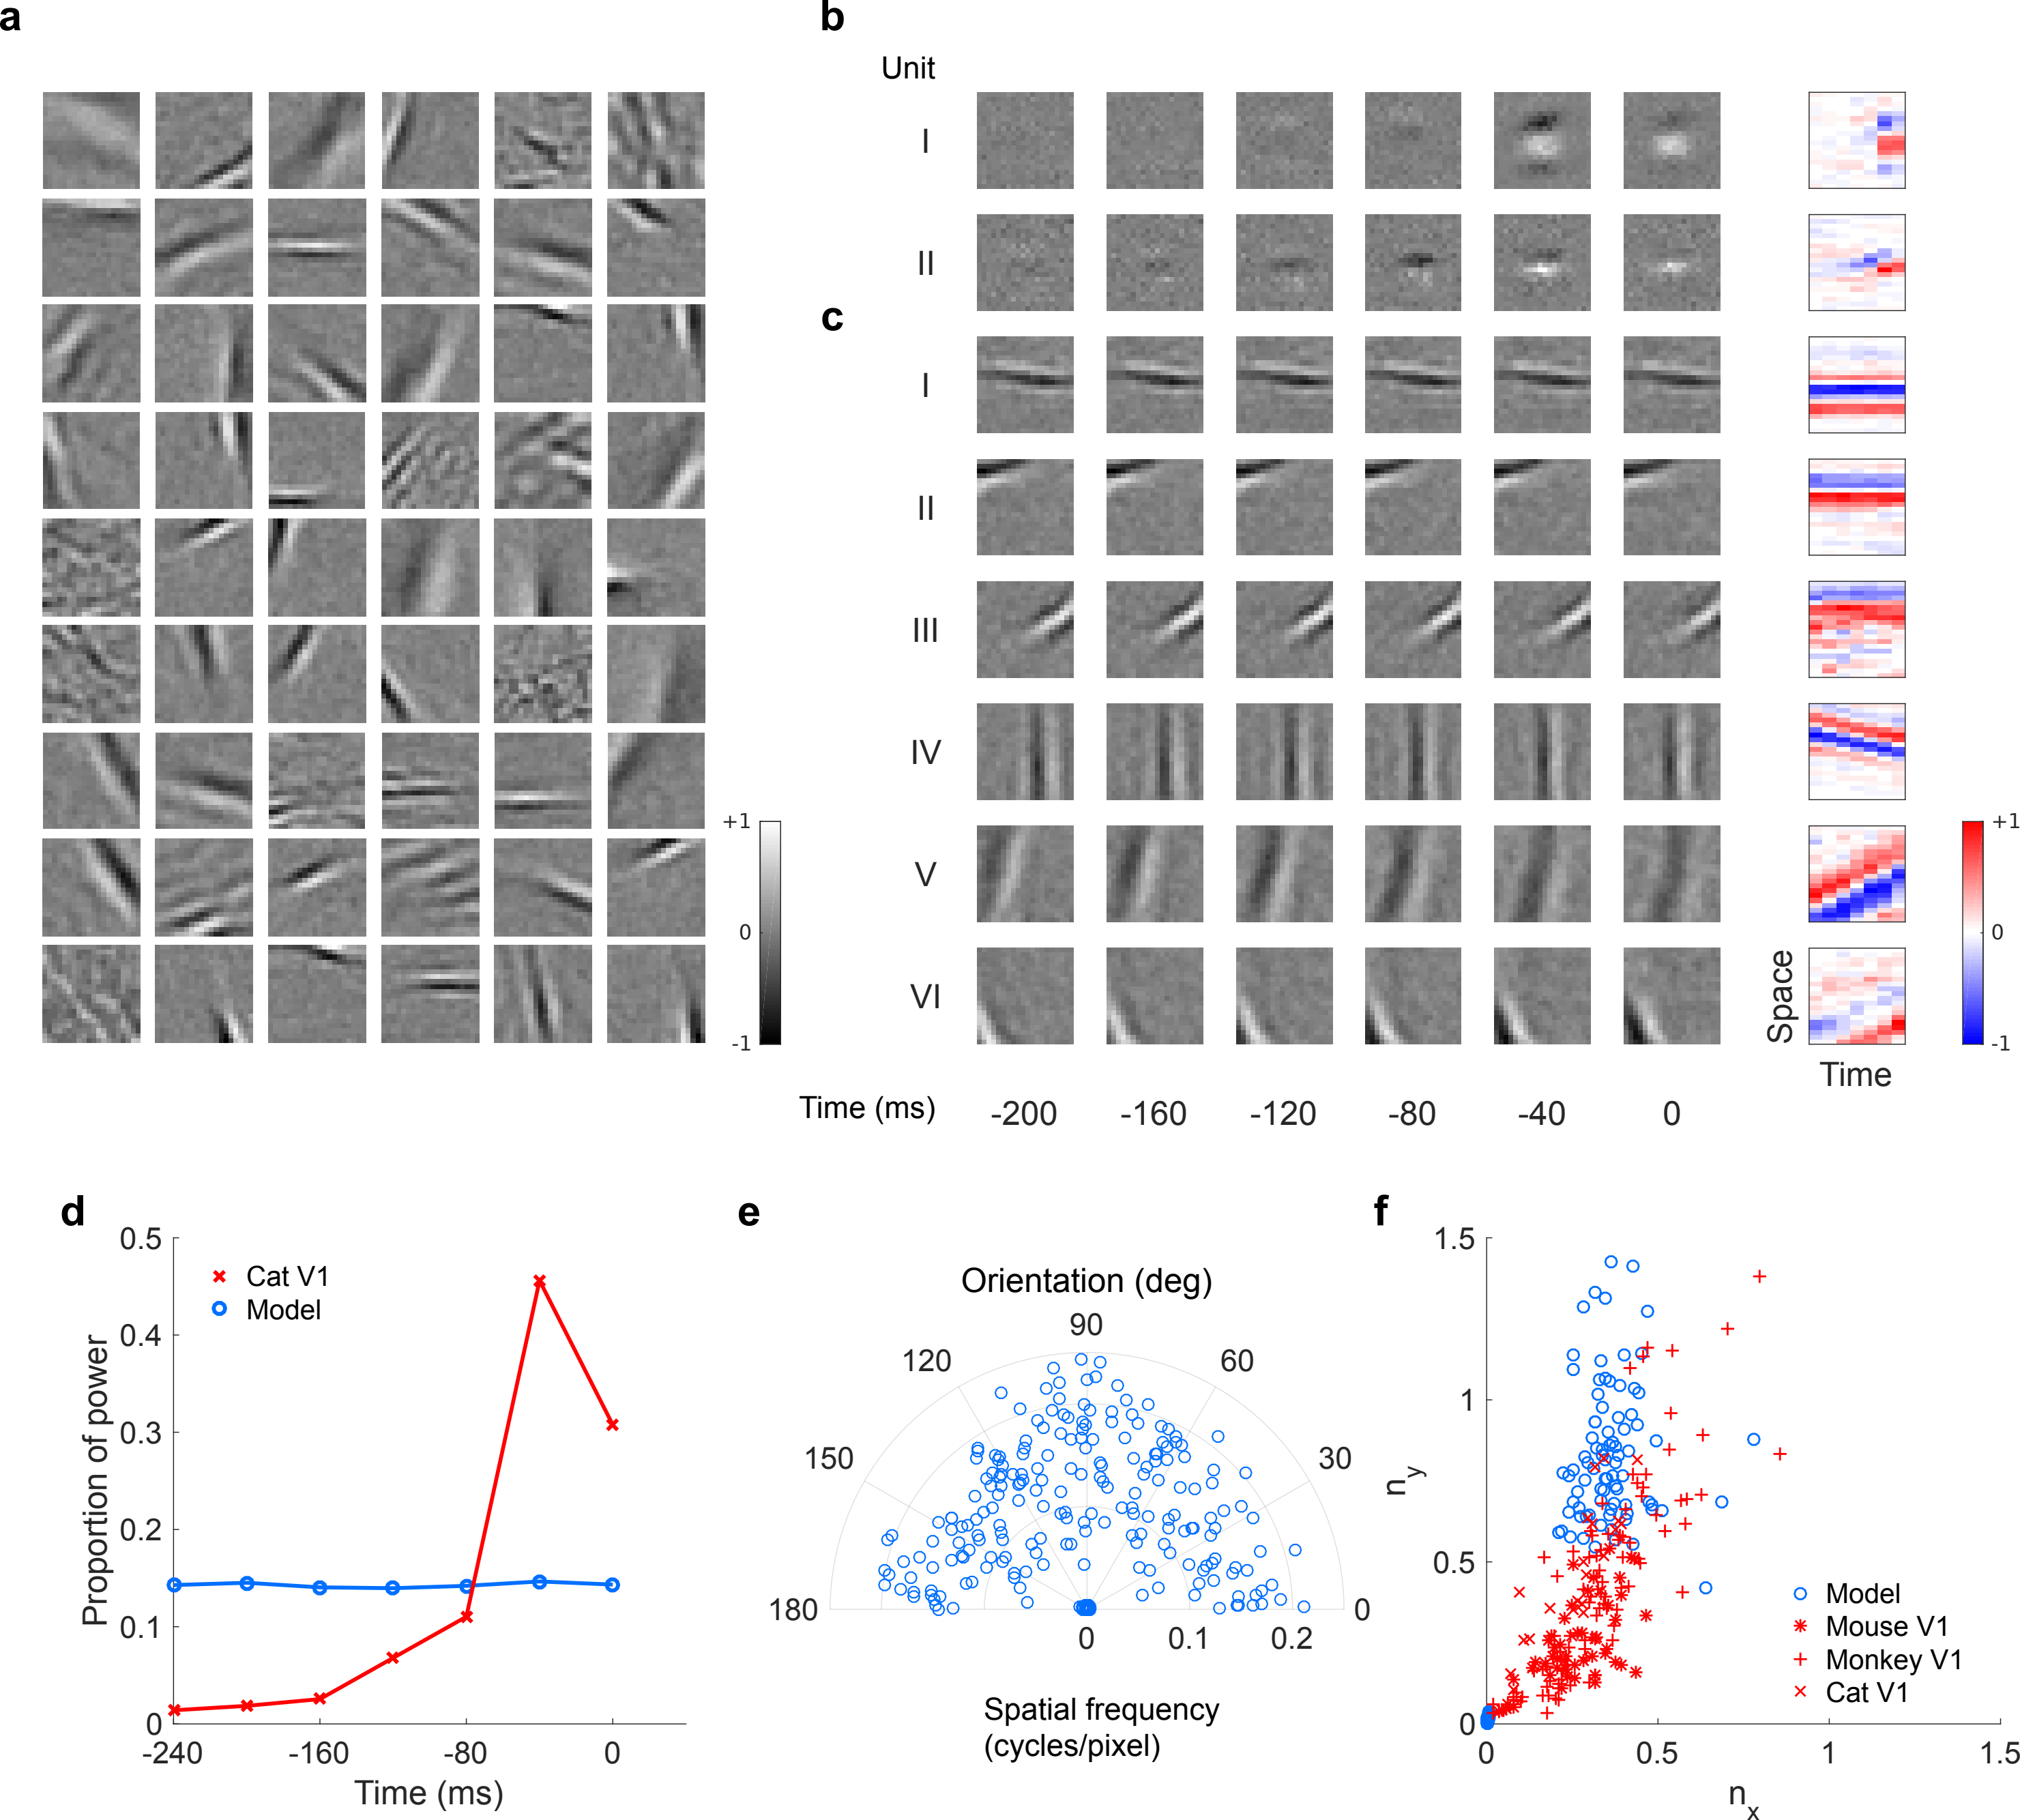 a
b
Unit
I
II
c
I
II
III
IV
V
VI
+1
0
-1
+1
0
-1
Space
Time
Time (ms)
-200
-160
-120
-80
-40
0
d
0.5
0.4
0.3
0.2
0.1
0
Proportion of power
Cat V1
Model
-240
-160
-80
0
Time (ms)
e
Orientation (deg)
90
120
60
150
30
180
0
0
0.1
0.2
Spatial frequency
(cycles/pixel)
f
1.5
1
0.5
0
n_y
Model
Mouse V1
Monkey V1
Cat V1
0
0.5
1
1.5
n_x